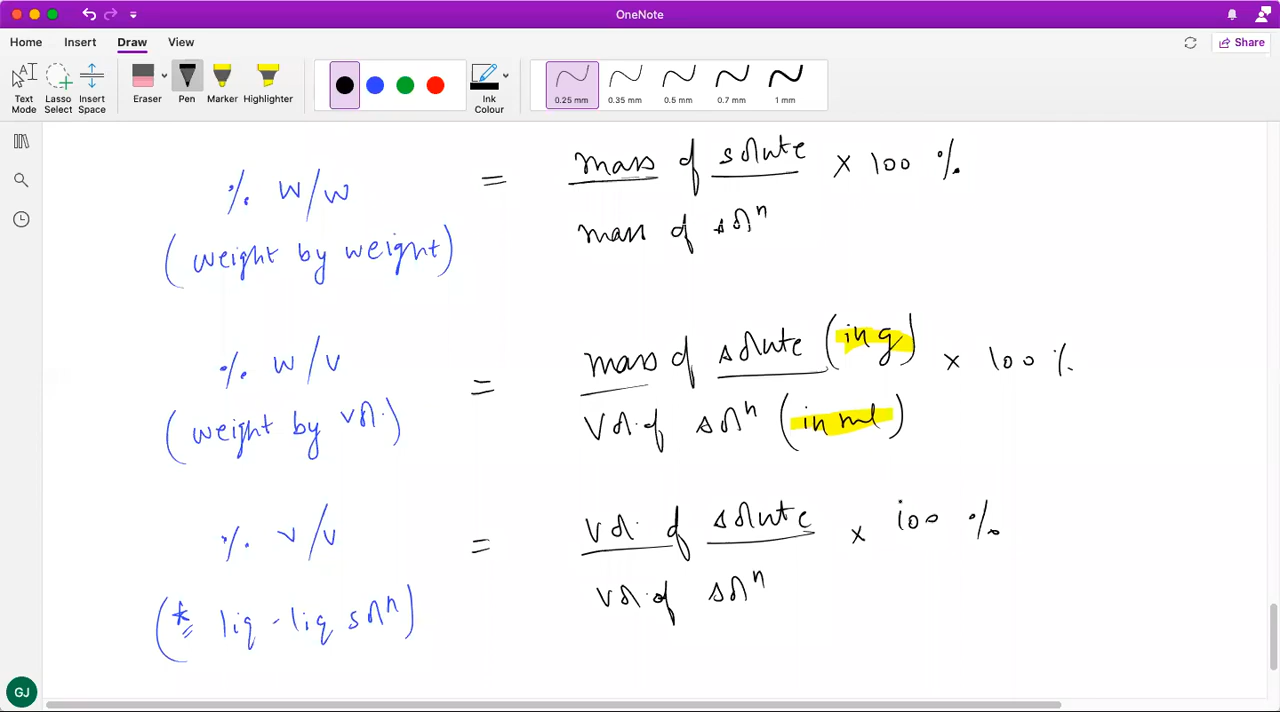 OneNote
Home Insert Draw View Share
Text Mode Lasso Select Insert Space Eraser Pen Marker Highlighter Ink Colour 0.25 mm 0.35 mm 0.5 mm 0.7 mm 1 mm
% W/W = mass of solute × 100 %
mass of solⁿ
(weight by weight)
% W/V = mass of solute (in g) × 100 %
Vol. of solⁿ (in ml)
(weight by vol.)
% v/v = vol. of solute × 100 %
vol. of solⁿ
(* liq - liq solⁿ)
GJ